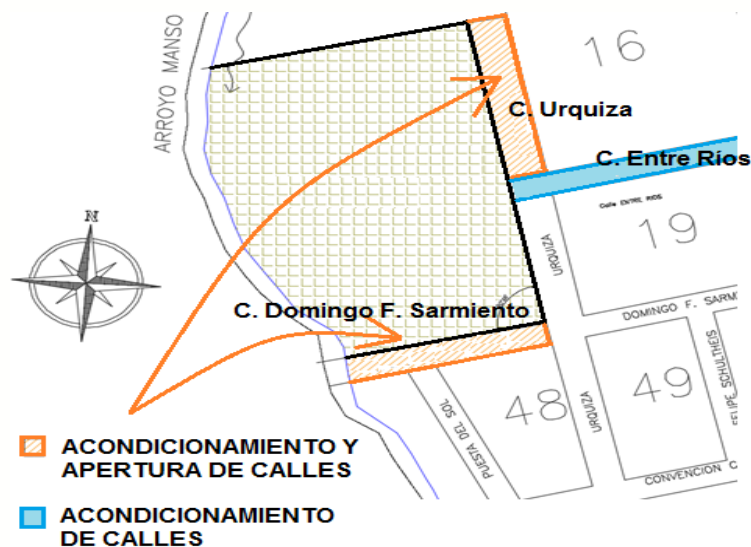 16
ARROYO MANSO
C. Urquiza
C. Entre Ríos
Calle ENTRE RIOS
19
N
URQUIZA
C. Domingo F. Sarmiento
DOMINGO F. SARM
FELIPE SCHULTHEIS
49
48
URQUIZA
PUESTA DEL SOL
ACONDICIONAMIENTO Y
APERTURA DE CALLES
CONVENCION C
ACONDICIONAMIENTO
DE CALLES